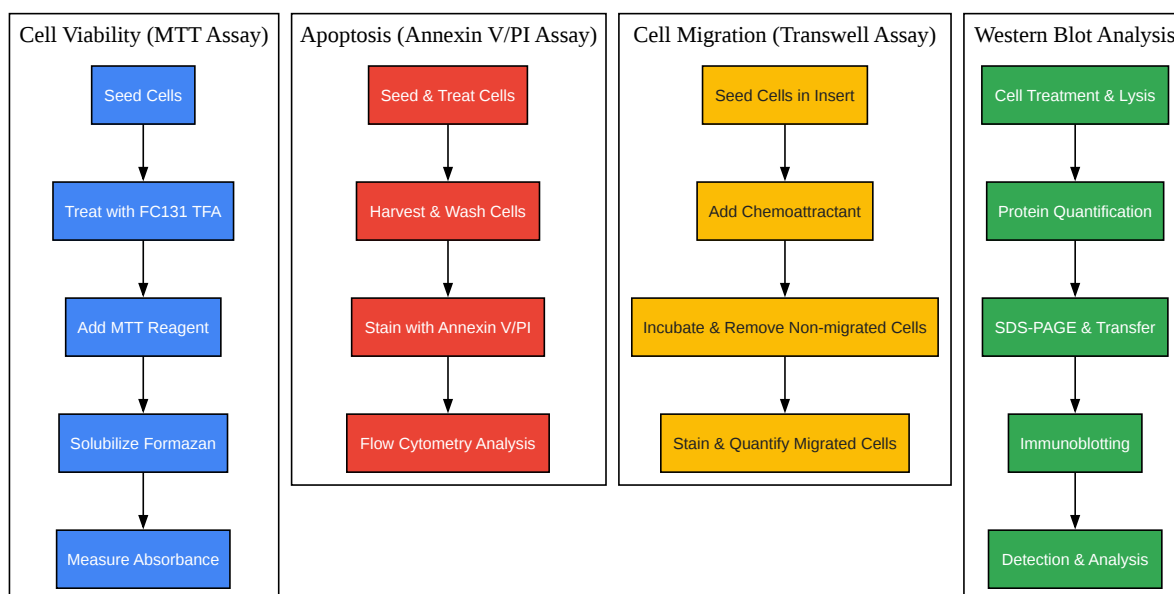 Cell Viability (MTT Assay)
Seed Cells
Treat with FC131 TFA
Add MTT Reagent
Solubilize Formazan
Measure Absorbance
Apoptosis (Annexin V/PI Assay)
Seed & Treat Cells
Harvest & Wash Cells
Stain with Annexin V/PI
Flow Cytometry Analysis
Cell Migration (Transwell Assay)
Seed Cells in Insert
Add Chemoattractant
Incubate & Remove Non-migrated Cells
Stain & Quantify Migrated Cells
Western Blot Analysis
Cell Treatment & Lysis
Protein Quantification
SDS-PAGE & Transfer
Immunoblotting
Detection & Analysis